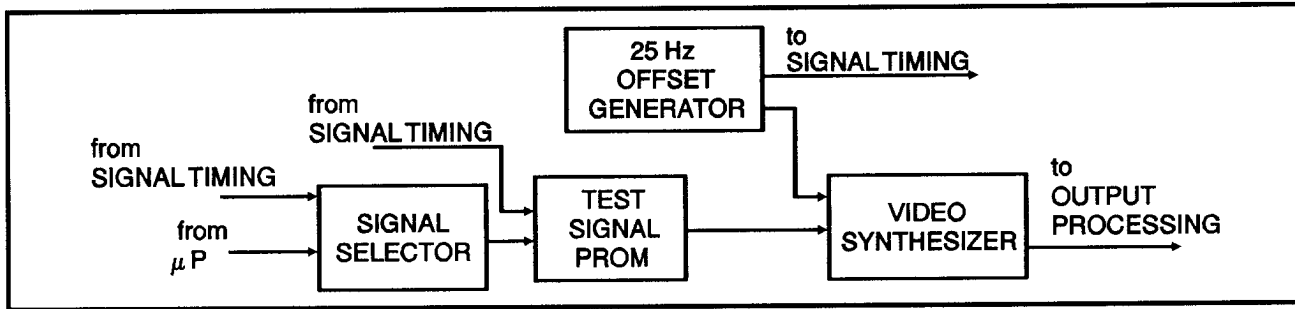 25 Hz
OFFSET
GENERATOR
to
SIGNAL TIMING
from
SIGNAL TIMING
from
SIGNAL TIMING
from
μ P
SIGNAL
SELECTOR
TEST
SIGNAL
PROM
VIDEO
SYNTHESIZER
to
OUTPUT
PROCESSING